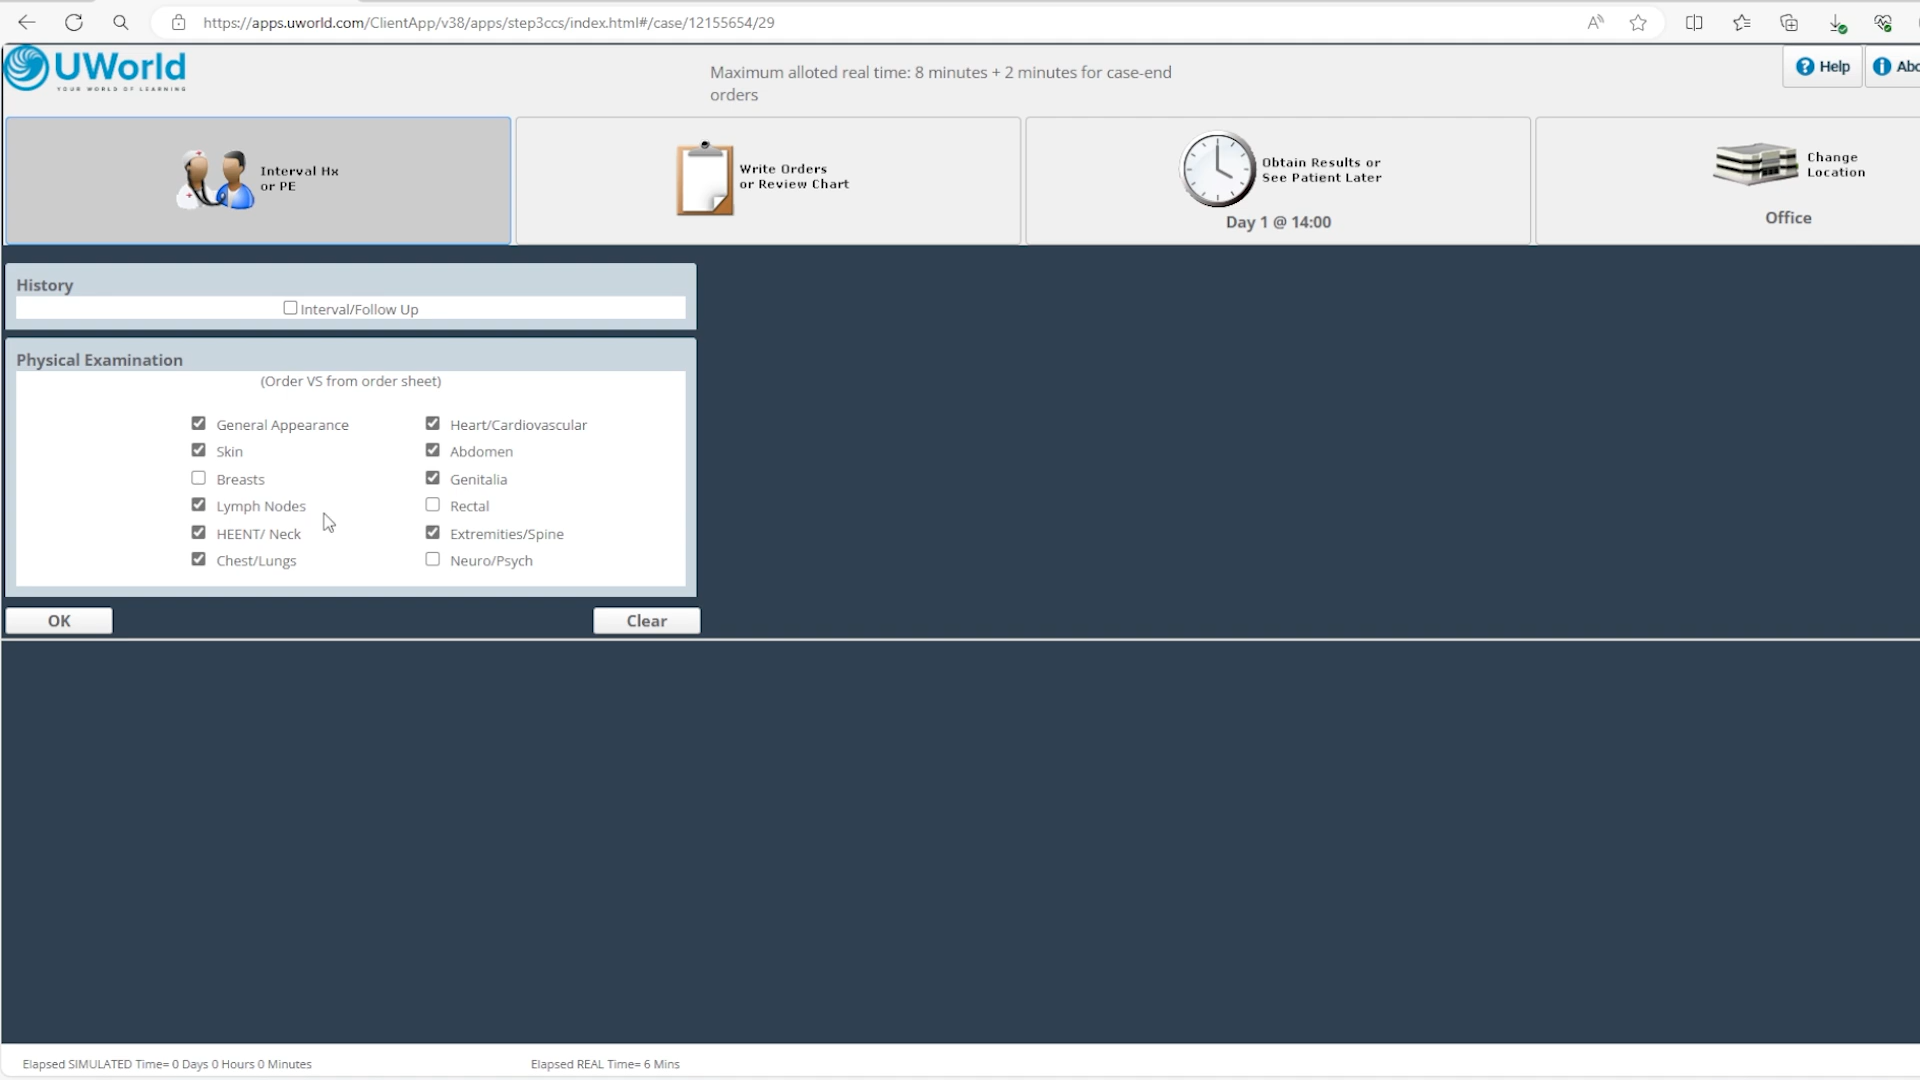 https://apps.uworld.com/ClientApp/v38/apps/step3ccs/index.html#/case/12155654/29
UWorld
YOUR WORLD OF LEARNING
Maximum alloted real time: 8 minutes + 2 minutes for case-end
orders
Help
Abo
Interval Hx
or PE
Write Orders
or Review Chart
Obtain Results or
See Patient Later
Day 1 @ 14:00
Change
Location
Office
History
Interval/Follow Up
Physical Examination
(Order VS from order sheet)
General Appearance
Heart/Cardiovascular
Skin
Abdomen
Breasts
Genitalia
Lymph Nodes
Rectal
HEENT/ Neck
Extremities/Spine
Chest/Lungs
Neuro/Psych
OK
Clear
Elapsed SIMULATED Time= 0 Days 0 Hours 0 Minutes
Elapsed REAL Time= 6 Mins